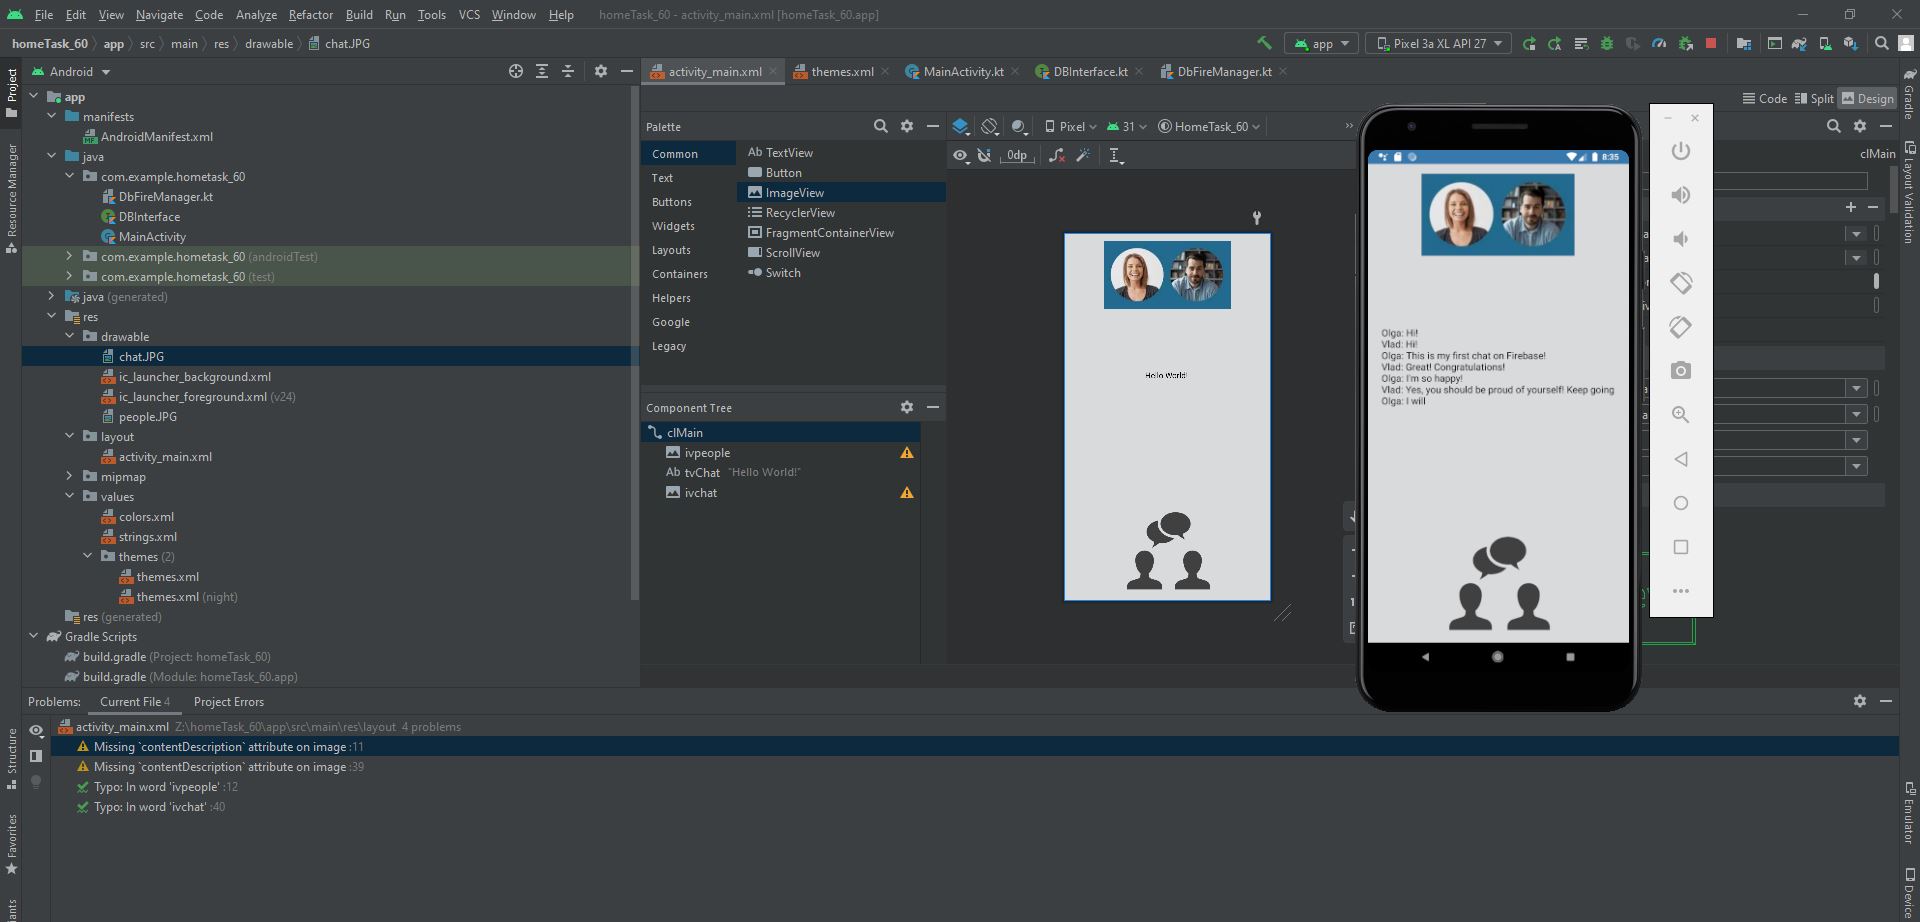 File Edit View Navigate Code Analyze Refactor Build Run Tools VCS Window Help homeTask_60 - activity_main.xml [homeTask_60.app]
homeTask_60 app src main res drawable chat.JPG app Pixel 3a XL API 27
Project
Resource Manager
Structure
Favorites
Android
app
manifests
AndroidManifest.xml
java
com.example.hometask_60
DbFireManager.kt
DBInterface
MainActivity
com.example.hometask_60 (androidTest)
com.example.hometask_60 (test)
java (generated)
res
drawable
chat.JPG
ic_launcher_background.xml
ic_launcher_foreground.xml (v24)
people.JPG
layout
activity_main.xml
mipmap
values
colors.xml
strings.xml
themes (2)
themes.xml
themes.xml (night)
res (generated)
Gradle Scripts
build.gradle (Project: homeTask_60)
build.gradle (Module: homeTask_60.app)
activity_main.xml themes.xml MainActivity.kt DBInterface.kt DbFireManager.kt
Code Split Design
Palette
Common
Text
Buttons
Widgets
Layouts
Containers
Helpers
Google
Legacy
Ab TextView
Button
ImageView
RecyclerView
FragmentContainerView
ScrollView
Switch
Component Tree
clMain
ivpeople
Ab tvChat "Hello World!"
ivchat
Pixel 31 HomeTask_60
0dp
Hello World!
8:35
Olga: Hi!
Vlad: Hi!
Olga: This is my first chat on Firebase!
Vlad: Great! Congratulations!
Olga: I'm so happy!
Vlad: Yes, you should be proud of yourself! Keep going
Olga: I will
clMain
Gradle
Layout Validation
Emulator
Problems: Current File 4 Project Errors
activity_main.xml Z:\homeTask_60\app\src\main\res\layout 4 problems
Missing `contentDescription` attribute on image :11
Missing `contentDescription` attribute on image :39
Typo: In word 'ivpeople' :12
Typo: In word 'ivchat' :40